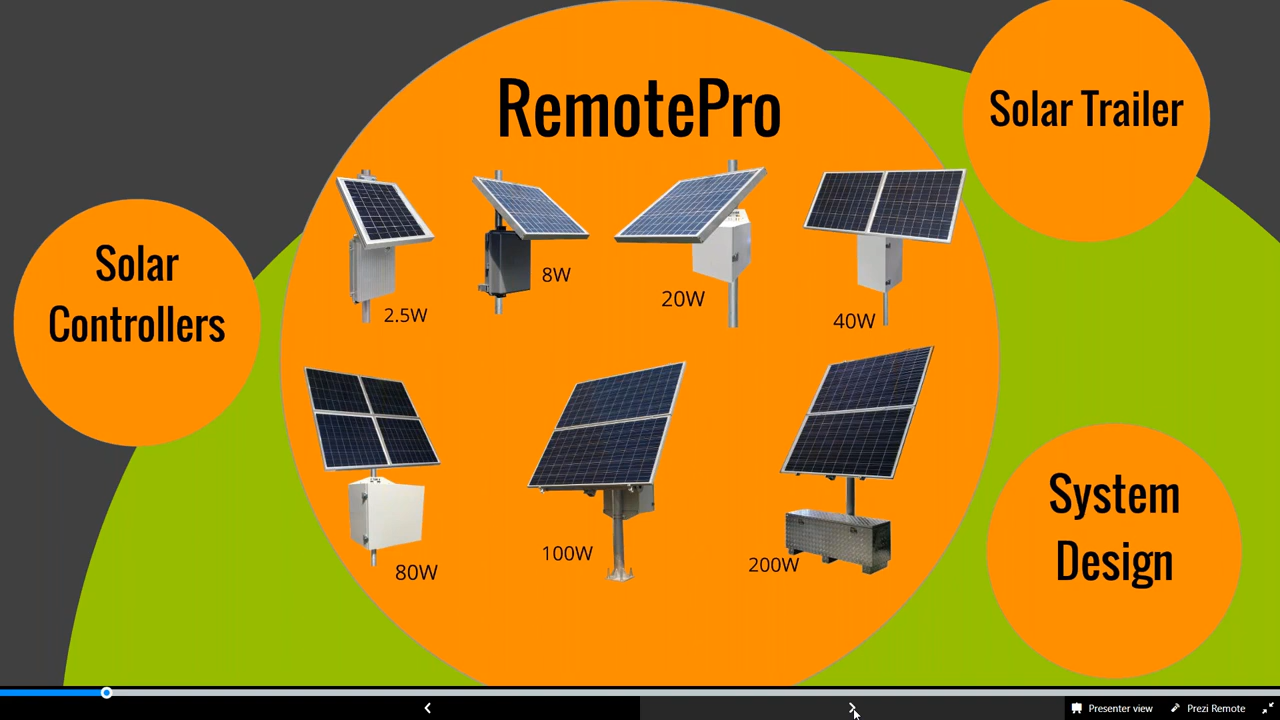 RemotePro
Solar Trailer
Solar
Controllers
2.5W
8W
20W
40W
80W
100W
200W
System
Design
Presenter view
Prezi Remote